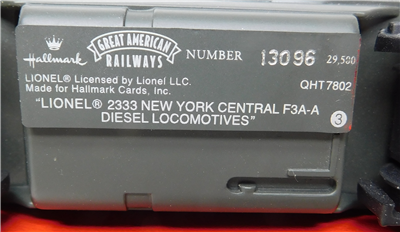 Hallmark
GREAT AMERICAN
RAILWAYS
NUMBER 13096 29,500
LIONEL® Licensed by Lionel LLC.
Made for Hallmark Cards, Inc.
QHT7802
"LIONEL® 2333 NEW YORK CENTRAL F3A-A
DIESEL LOCOMOTIVES"
3